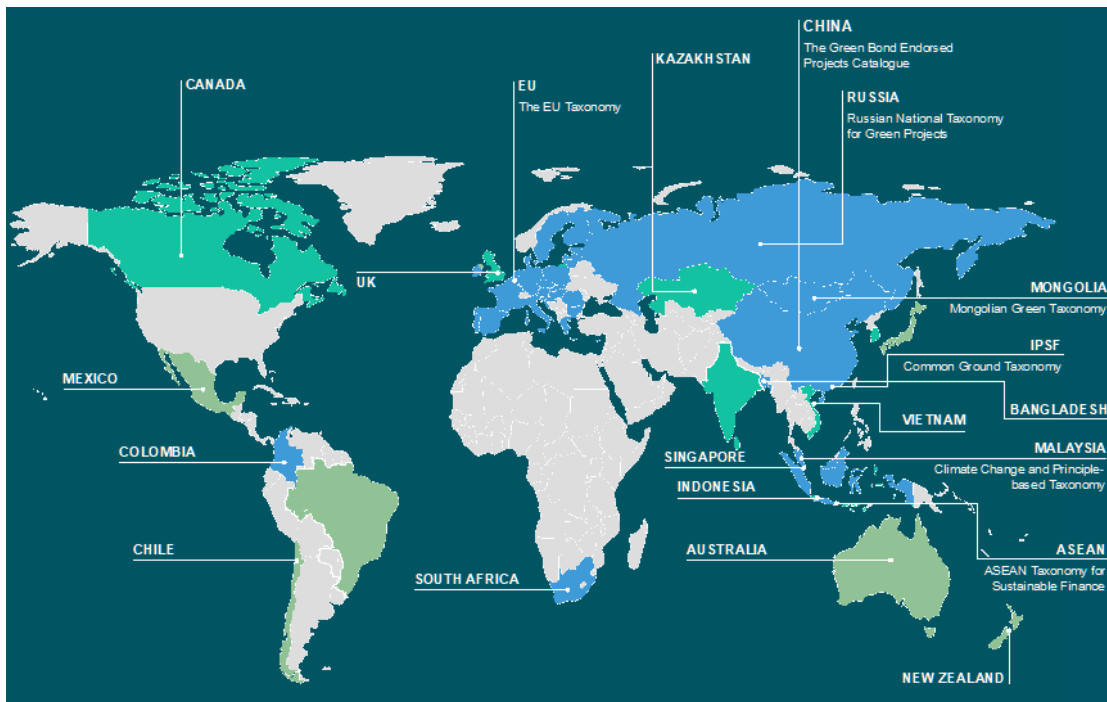 CHINA
The Green Bond Endorsed
Projects Catalogue
KAZAKHSTAN
CANADA
EU
The EU Taxonomy
RUSSIA
Russian National Taxonomy
for Green Projects
UK
MONGOLIA
Mongolian Green Taxonomy
IPSF
Common Ground Taxonomy
MEXICO
BANGLADESH
VIETNAM
COLOMBIA
SINGAPORE
MALAYSIA
Climate Change and Principle-
based Taxonomy
INDONESIA
CHILE
AUSTRALIA
ASEAN
ASEAN Taxonomy for
Sustainable Finance
SOUTH AFRICA
NEW ZEALAND